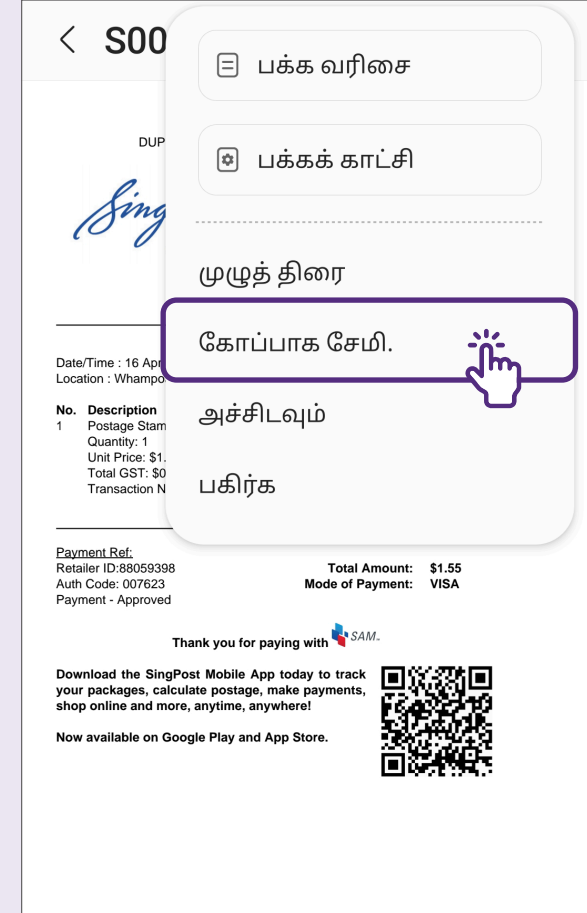 S00
பக்க வரிசை
பக்கக் காட்சி
முழுத் திரை
கோப்பாக சேமி.
அச்சிடவும்
பகிர்க
DUP
Sing
Date/Time : 16 Apr
Location : Whampo
No. Description
1 Postage Stam
Quantity: 1
Unit Price: $1.
Total GST: $0
Transaction N
Payment Ref:
Retailer ID:88059398 Total Amount: $1.55
Auth Code: 007623 Mode of Payment: VISA
Payment - Approved
Thank you for paying with SAM™
Download the SingPost Mobile App today to track
your packages, calculate postage, make payments,
shop online and more, anytime, anywhere!
Now available on Google Play and App Store.